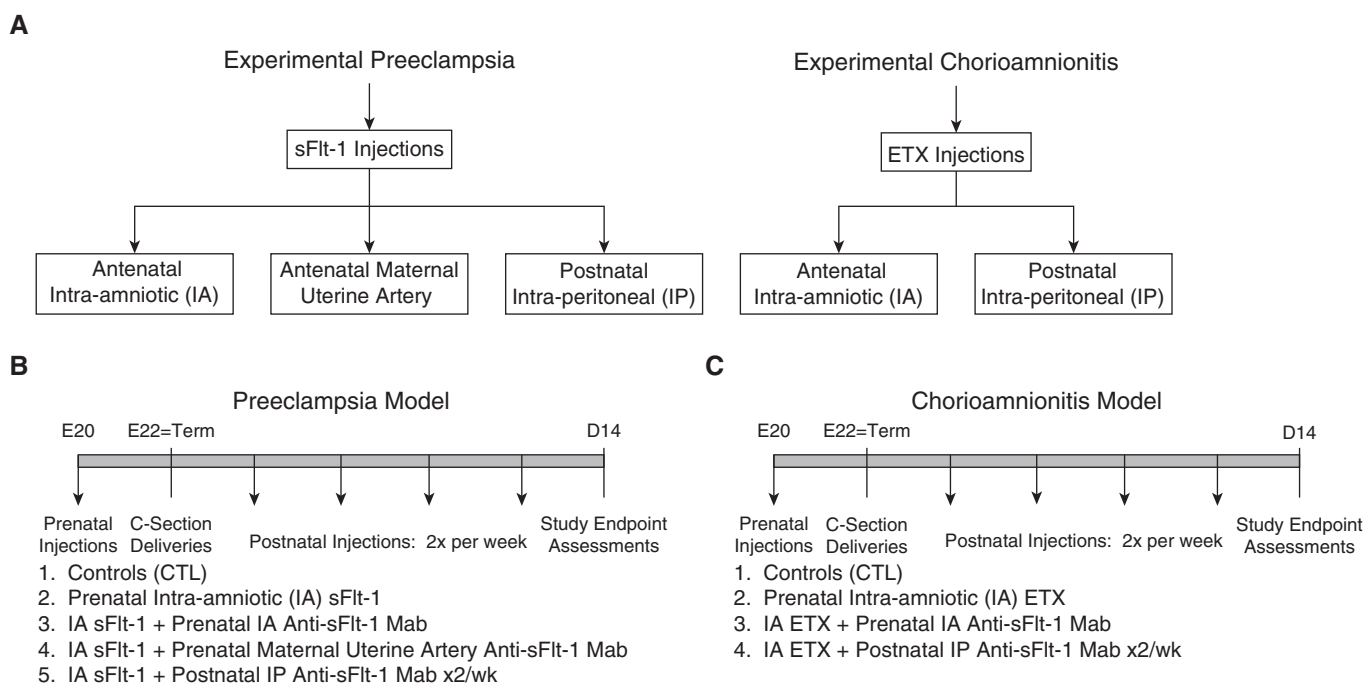 A
Experimental Preeclampsia
Experimental Chorioamnionitis
sFlt-1 Injections
ETX Injections
Antenatal
Intra-amniotic (IA)
Antenatal Maternal
Uterine Artery
Postnatal
Intra-peritoneal (IP)
Antenatal
Intra-amniotic (IA)
Postnatal
Intra-peritoneal (IP)
B
Preeclampsia Model
E20 E22=Term D14
Prenatal
Injections
C-Section
Deliveries
Postnatal Injections: 2x per week
Study Endpoint
Assessments
1. Controls (CTL)
2. Prenatal Intra-amniotic (IA) sFlt-1
3. IA sFlt-1 + Prenatal IA Anti-sFlt-1 Mab
4. IA sFlt-1 + Prenatal Maternal Uterine Artery Anti-sFlt-1 Mab
5. IA sFlt-1 + Postnatal IP Anti-sFlt-1 Mab x2/wk
C
Chorioamnionitis Model
E20 E22=Term D14
Prenatal
Injections
C-Section
Deliveries
Postnatal Injections: 2x per week
Study Endpoint
Assessments
1. Controls (CTL)
2. Prenatal Intra-amniotic (IA) ETX
3. IA ETX + Prenatal IA Anti-sFlt-1 Mab
4. IA ETX + Postnatal IP Anti-sFlt-1 Mab x2/wk